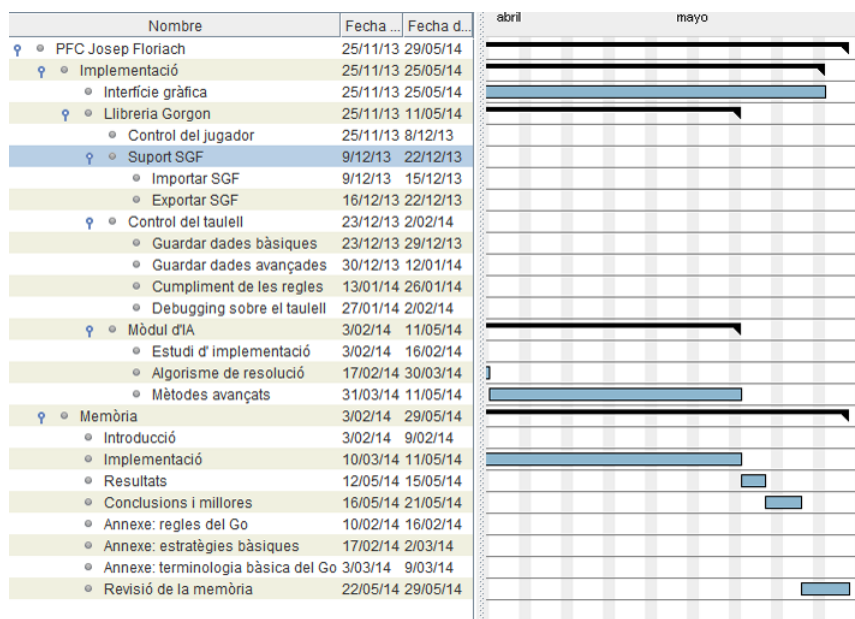 abril mayo
Nombre Fecha ... Fecha d...
PFC Josep Floriach 25/11/13 29/05/14
Implementació 25/11/13 25/05/14
Interfície gràfica 25/11/13 25/05/14
Llibreria Gorgon 25/11/13 11/05/14
Control del jugador 25/11/13 8/12/13
Suport SGF 9/12/13 22/12/13
Importar SGF 9/12/13 15/12/13
Exportar SGF 16/12/13 22/12/13
Control del taulell 23/12/13 2/02/14
Guardar dades bàsiques 23/12/13 29/12/13
Guardar dades avançades 30/12/13 12/01/14
Cumpliment de les regles 13/01/14 26/01/14
Debugging sobre el taulell 27/01/14 2/02/14
Mòdul d'IA 3/02/14 11/05/14
Estudi d' implementació 3/02/14 16/02/14
Algorisme de resolució 17/02/14 30/03/14
Mètodes avançats 31/03/14 11/05/14
Memòria 3/02/14 29/05/14
Introducció 3/02/14 9/02/14
Implementació 10/03/14 11/05/14
Resultats 12/05/14 15/05/14
Conclusions i millores 16/05/14 21/05/14
Annexe: regles del Go 10/02/14 16/02/14
Annexe: estratègies bàsiques 17/02/14 2/03/14
Annexe: terminologia bàsica del Go 3/03/14 9/03/14
Revisió de la memòria 22/05/14 29/05/14